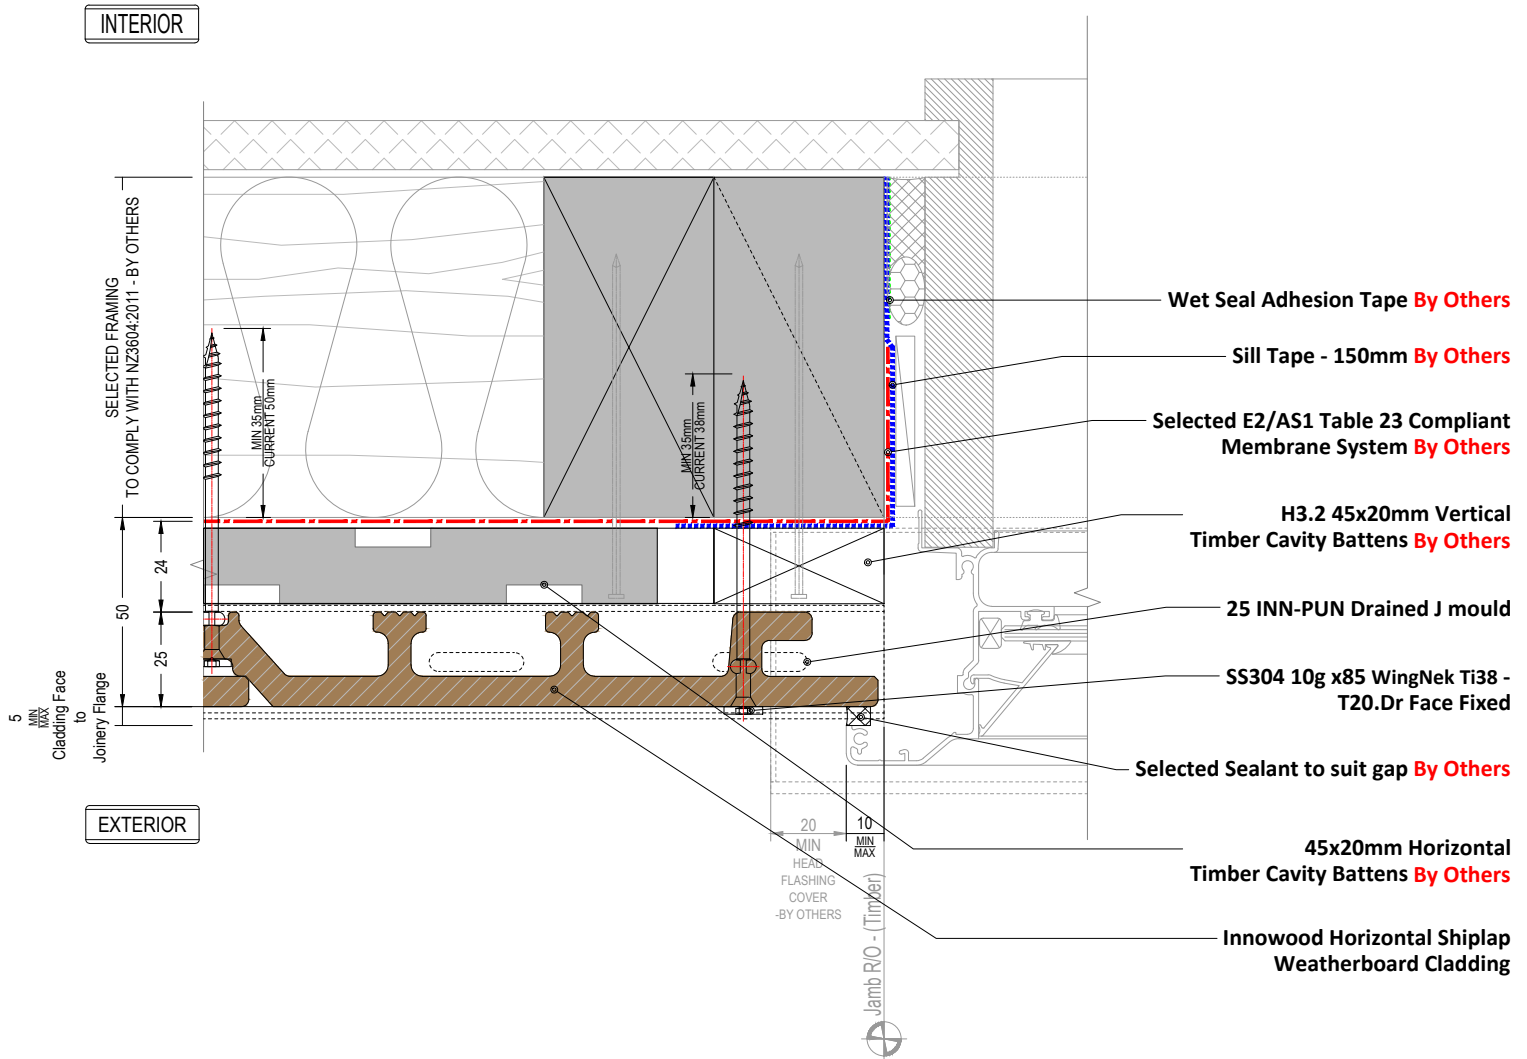 INTERIOR
SELECTED FRAMING
TO COMPLY WITH NZ3604:2011 - BY OTHERS
MIN 35mm
CURRENT 50mm
MIN 35mm
CURRENT 38mm
Wet Seal Adhesion Tape By Others
Sill Tape - 150mm By Others
Selected E2/AS1 Table 23 Compliant
Membrane System By Others
H3.2 45x20mm Vertical
Timber Cavity Battens By Others
24
50
25
25 INN-PUN Drained J mould
SS304 10g x85 WingNek Ti38 -
T20.Dr Face Fixed
5
MIN
MAX
Cladding Face
to
Joinery Flange
Selected Sealant to suit gap By Others
EXTERIOR
20
MIN
HEAD
FLASHING
COVER
-BY OTHERS
10
MIN
MAX
45x20mm Horizontal
Timber Cavity Battens By Others
Jamb R/O - (Timber)
Innowood Horizontal Shiplap
Weatherboard Cladding